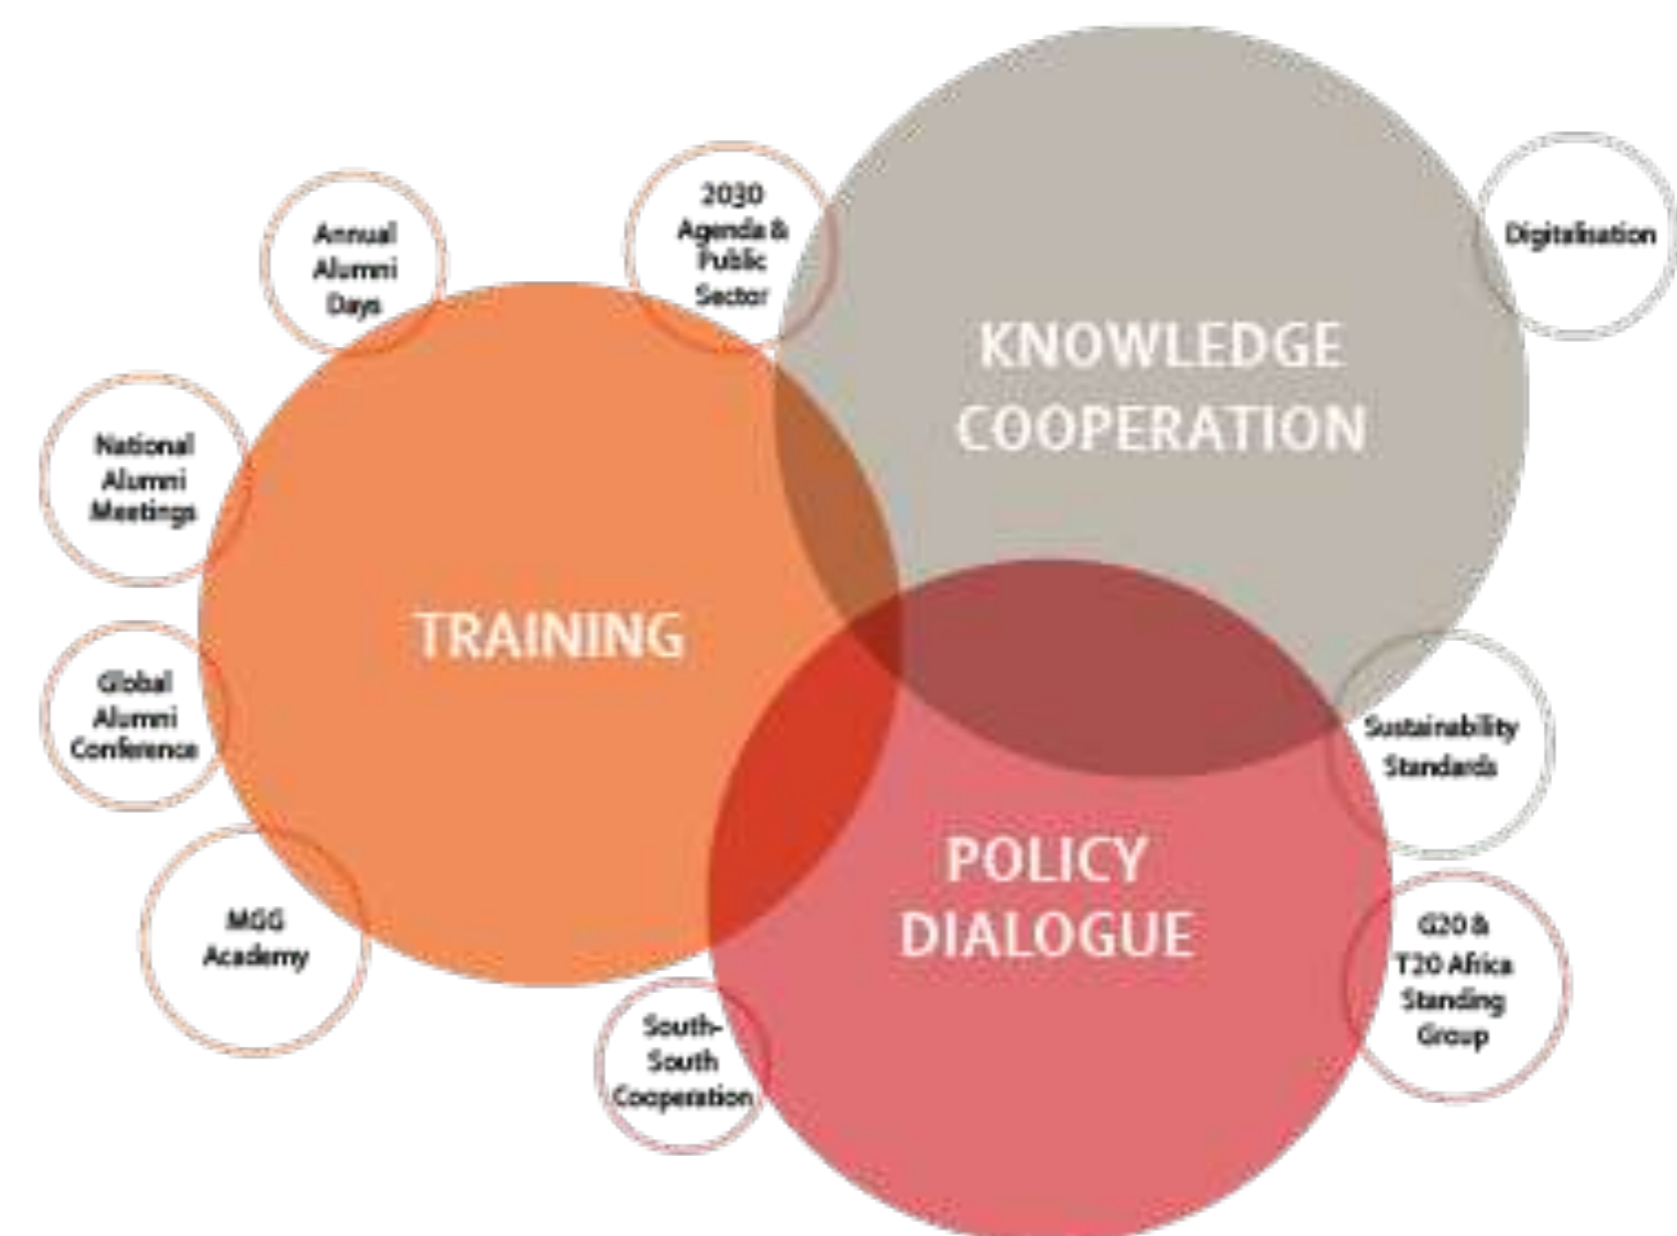 2030
Agenda &
Public
Sector
Annual
Alumni
Days
Digitalisation
KNOWLEDGE
COOPERATION
National
Alumni
Meetings
TRAINING
Global
Alumni
Conference
Sustainability
Standards
POLICY
DIALOGUE
MGG
Academy
G20 &
T20 Africa
Standing
Group
South-
South
Cooperation